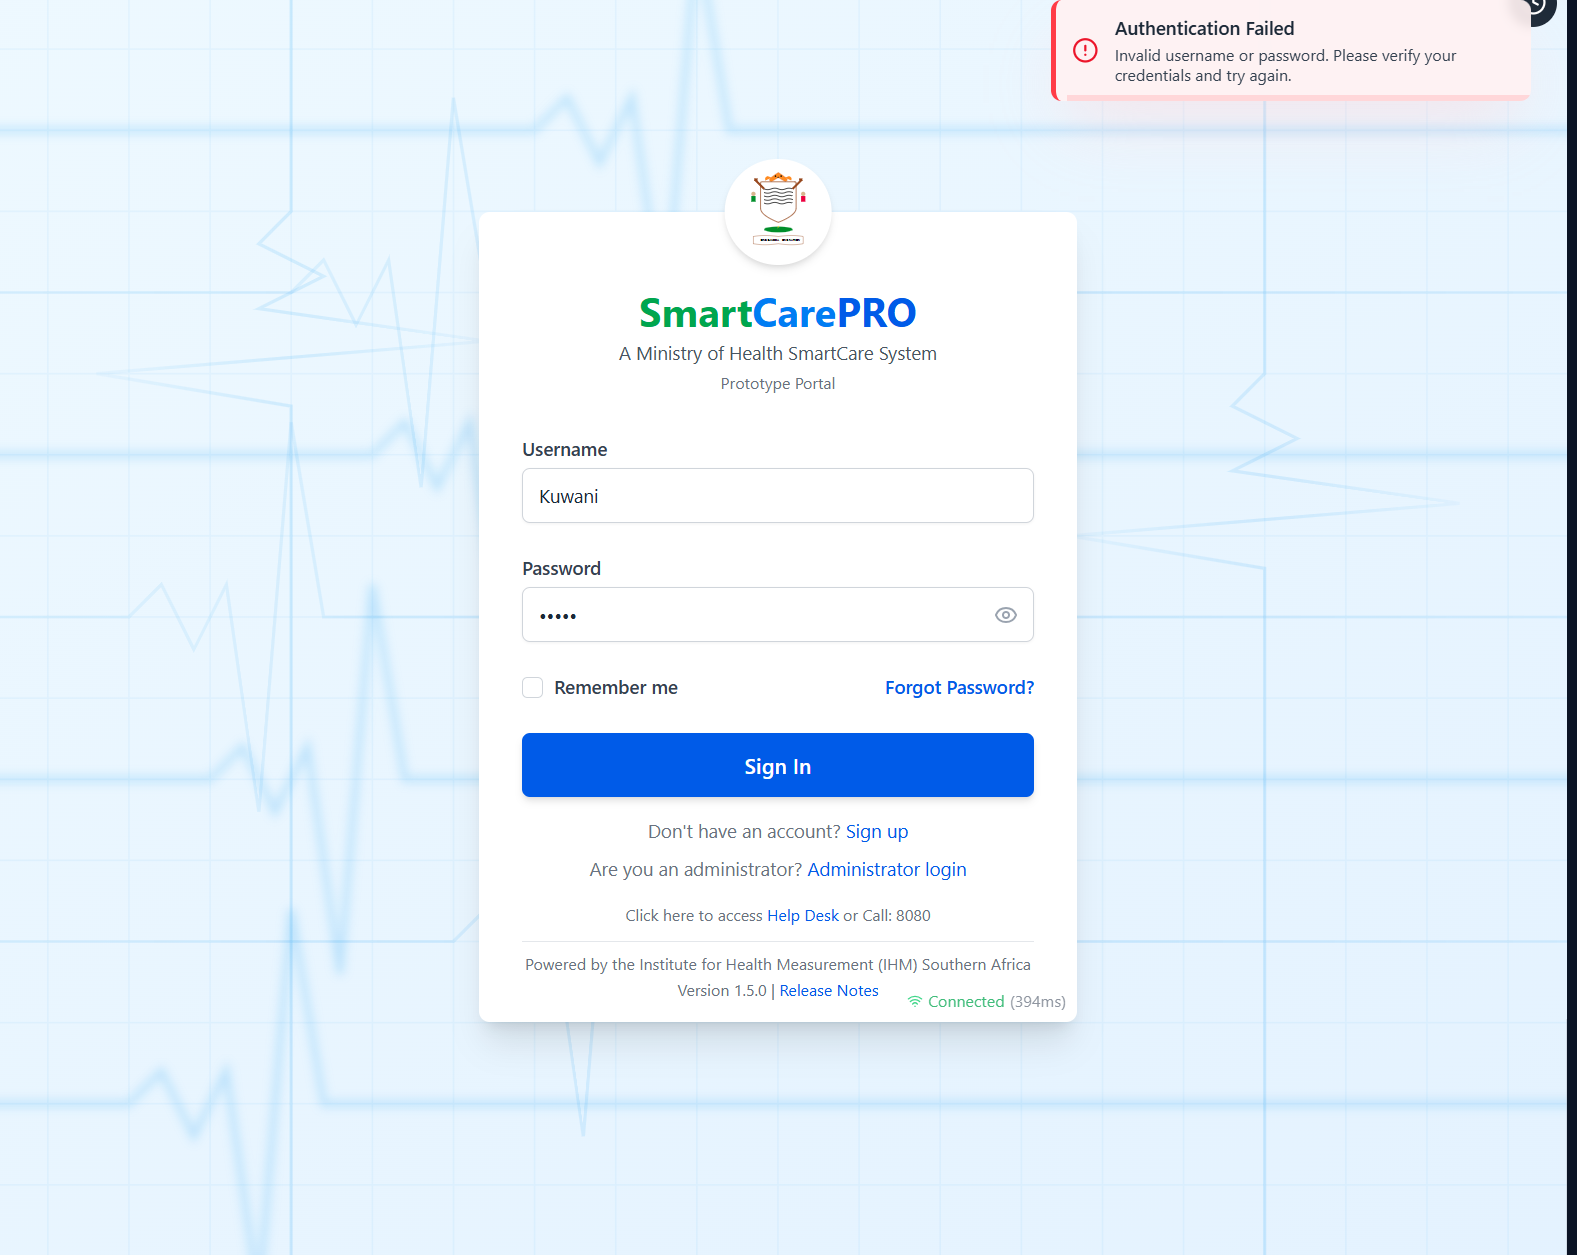 Authentication Failed
Invalid username or password. Please verify your
credentials and try again.
SmartCarePRO
A Ministry of Health SmartCare System
Prototype Portal
Username
Kuwani
Password
•••••
Remember me
Forgot Password?
Sign In
Don't have an account? Sign up
Are you an administrator? Administrator login
Click here to access Help Desk or Call: 8080
Powered by the Institute for Health Measurement (IHM) Southern Africa
Version 1.5.0 | Release Notes
Connected (394ms)